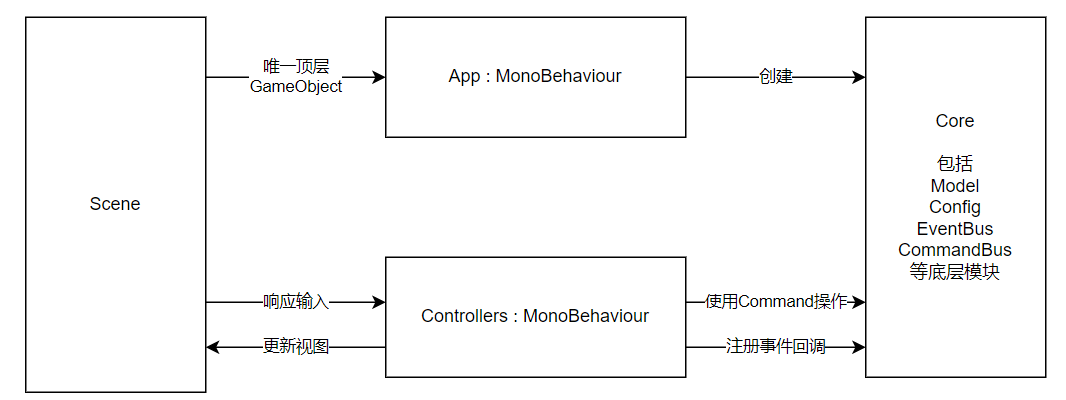 唯一顶层
GameObject
App : MonoBehaviour
创建
Scene
Core
包括
Model
Config
EventBus
CommandBus
等底层模块
响应输入
更新视图
Controllers : MonoBehaviour
使用Command操作
注册事件回调